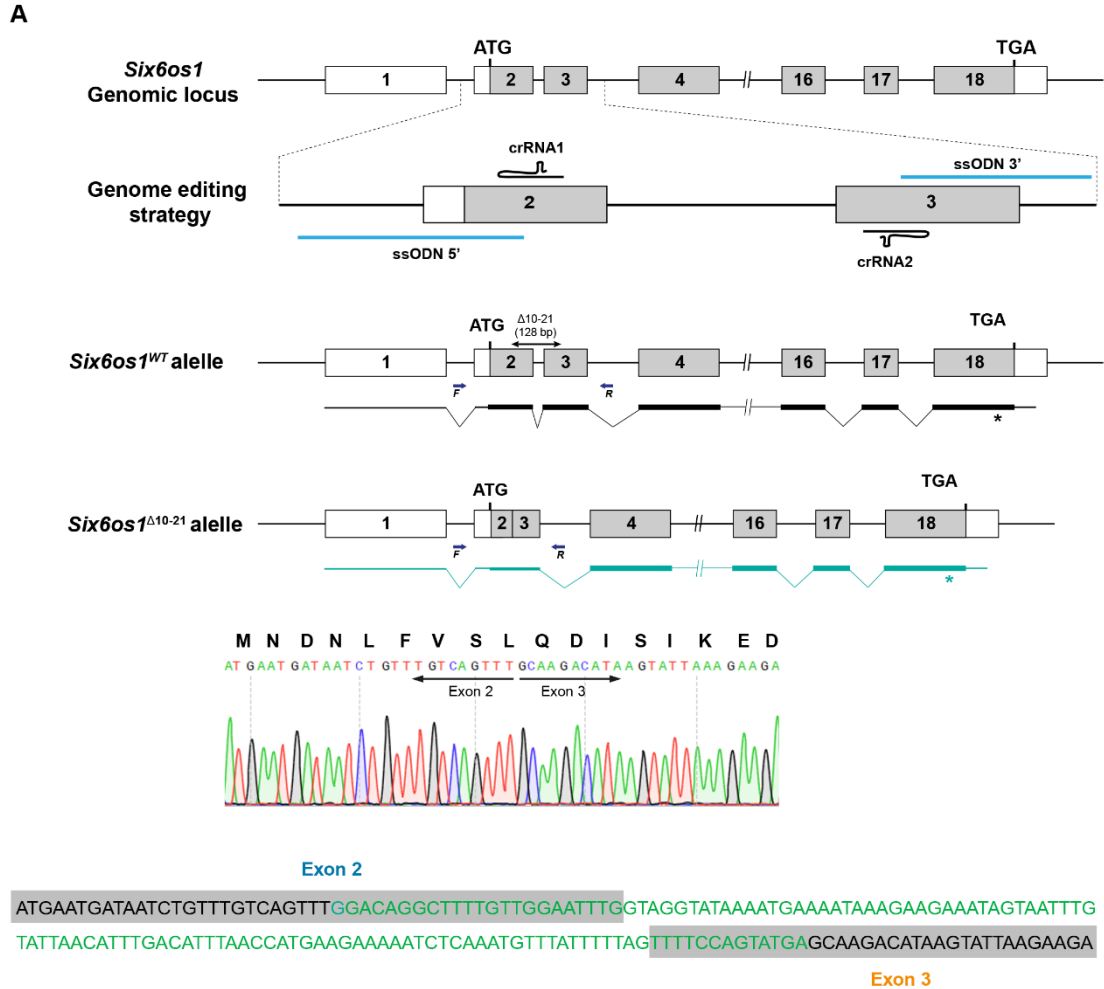 A
ATG TGA
Six6os1
Genomic locus
1 2 3 4 // 16 17 18
crRNA1
ssODN 3’
Genome editing
strategy
2 3
ssODN 5’
crRNA2
Δ10-21
(128 bp)
ATG TGA
Six6os1WT alelle
1 2 3 4 // 16 17 18
F R
// *
ATG TGA
Six6os1Δ10-21 alelle
1 2 3 4 // 16 17 18
F R
// *
M N D N L F V S L Q D I S I K E D
ATGAATGATAATCTGTTTGTCAGTTTGCAAGACATAAGTATTAAAGAAGA
Exon 2 Exon 3
Exon 2
ATGAATGATAATCTGTTTGTCAGTTTGGACAGGCTTTTGTTGGAATTTGGTAGGTATAAAATGAAAATAAAGAAGAAATAGTAATTTG
TATTAACATTTGACATTTAACCATGAAGAAAAATCTCAAATGTTTATTTTTAGTTTTCCAGTATGAGCAAGACATAAGTATTAAGAAGA
Exon 3